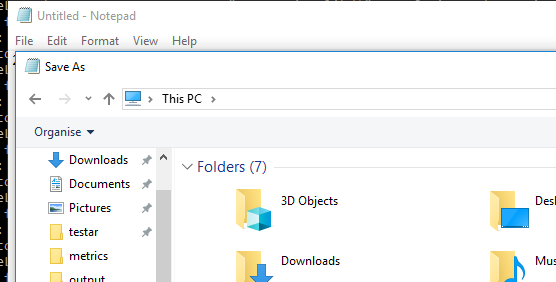 Untitled - Notepad
File Edit Format View Help
Save As
This PC
Organise
Downloads
Documents
Pictures
testar
metrics
output
Folders (7)
3D Objects
Desk
Downloads
Mus